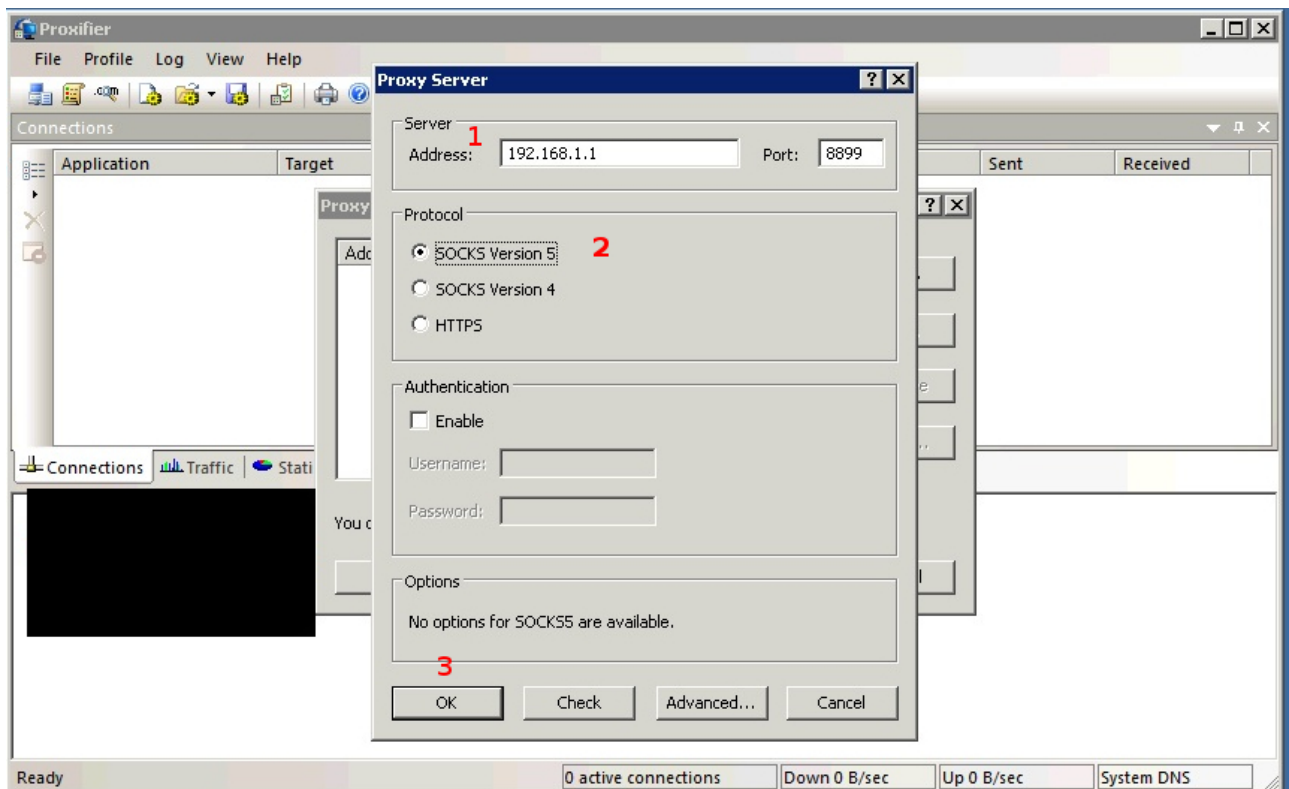 Proxifier
File Profile Log View Help
Connections
Application Target Sent Received
Proxy
Add
You c
Connections Traffic Stati
Proxy Server
Server
1
Address: 192.168.1.1 Port: 8899
Protocol
SOCKS Version 5 2
SOCKS Version 4
HTTPS
Authentication
Enable
Username:
Password:
Options
No options for SOCKS5 are available.
3
OK Check Advanced... Cancel
Ready 0 active connections Down 0 B/sec Up 0 B/sec System DNS